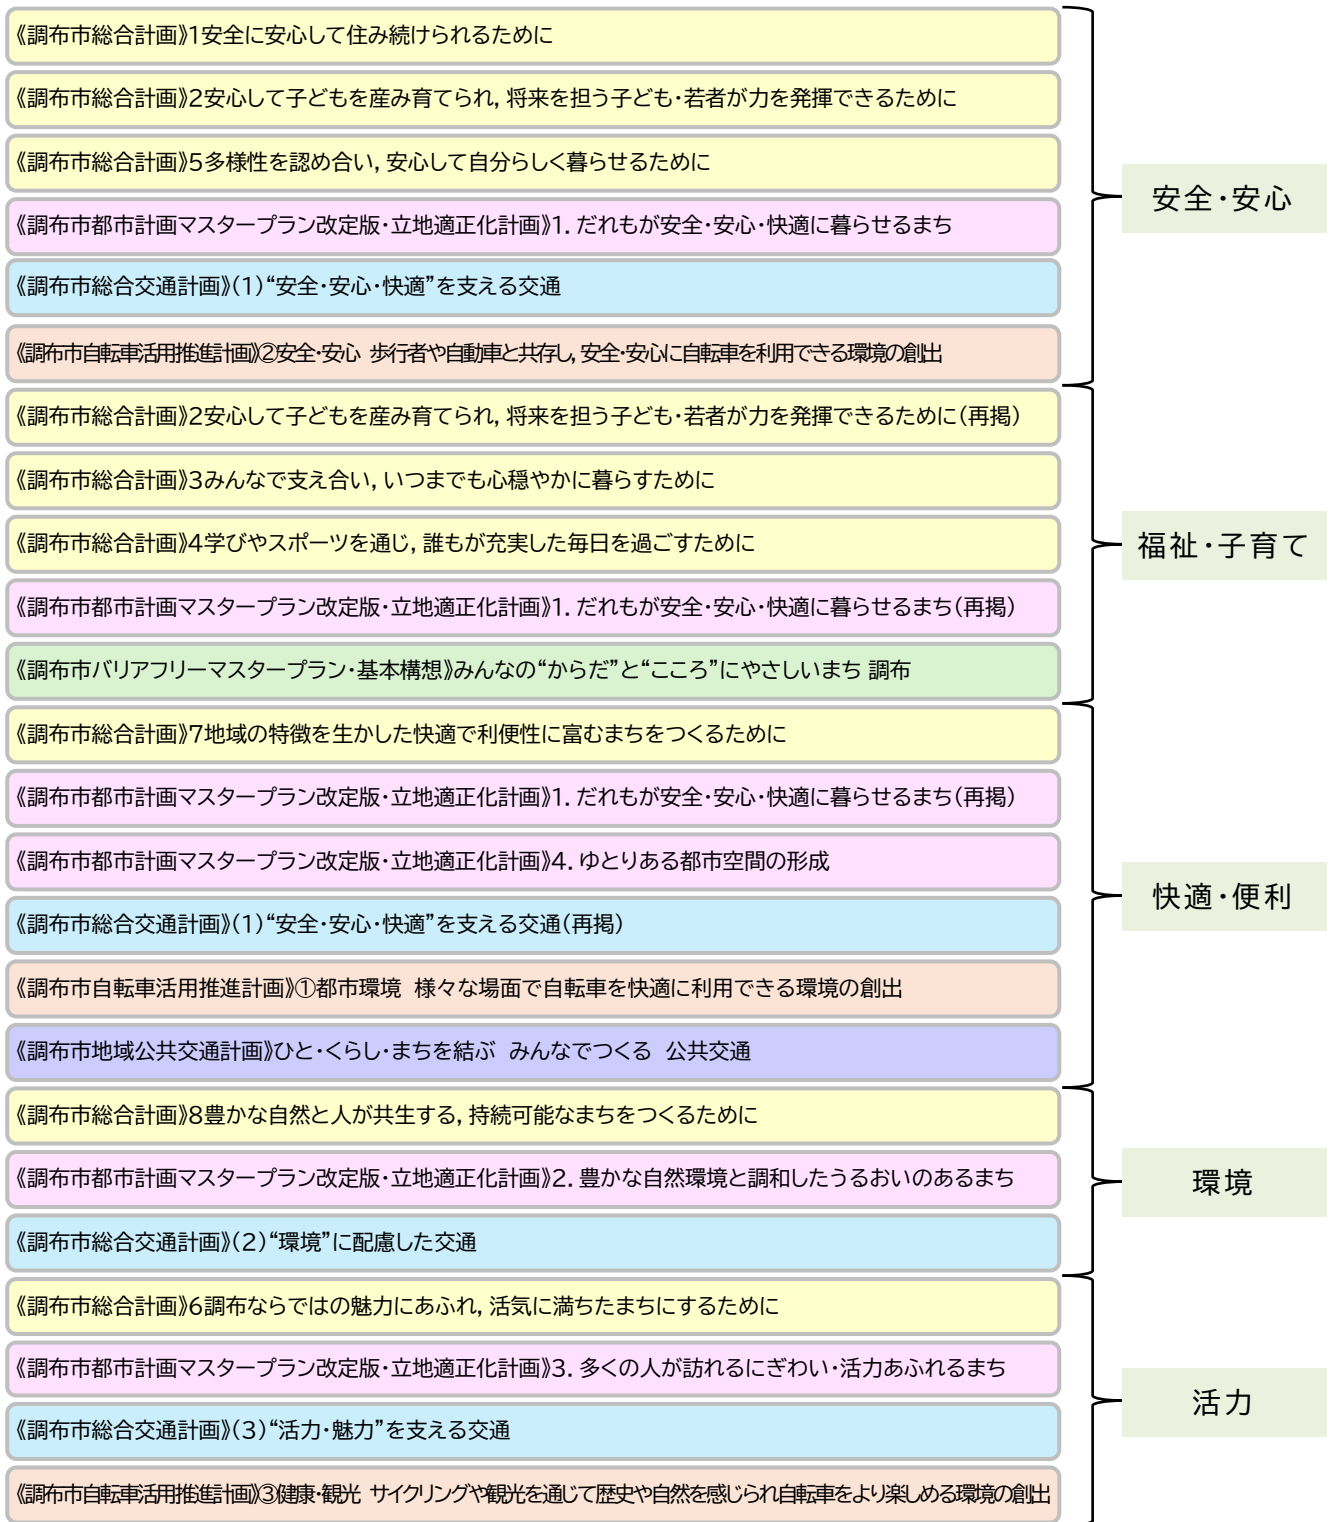 《調布市総合計画》1安全に安心して住み続けられるために
《調布市総合計画》2安心して子どもを産み育てられ，将来を担う子ども・若者が力を発揮できるために
《調布市総合計画》5多様性を認め合い，安心して自分らしく暮らせるために
《調布市都市計画マスタープラン改定版・立地適正化計画》1．だれもが安全・安心・快適に暮らせるまち
《調布市総合交通計画》(1)“安全・安心・快適”を支える交通
《調布市自転車活用推進計画》②安全・安心 歩行者や自動車と共存し，安全・安心に自転車を利用できる環境の創出
安全・安心
《調布市総合計画》2安心して子どもを産み育てられ，将来を担う子ども・若者が力を発揮できるために(再掲)
《調布市総合計画》3みんなで支え合い，いつまでも心穏やかに暮らすために
《調布市総合計画》4学びやスポーツを通じ，誰もが充実した毎日を過ごすために
《調布市都市計画マスタープラン改定版・立地適正化計画》1．だれもが安全・安心・快適に暮らせるまち(再掲)
《調布市バリアフリーマスタープラン・基本構想》みんなの“からだ”と“こころ”にやさしいまち 調布
福祉・子育て
《調布市総合計画》7地域の特徴を生かした快適で利便性に富むまちをつくるために
《調布市都市計画マスタープラン改定版・立地適正化計画》1．だれもが安全・安心・快適に暮らせるまち(再掲)
《調布市都市計画マスタープラン改定版・立地適正化計画》4．ゆとりある都市空間の形成
《調布市総合交通計画》(1)“安全・安心・快適”を支える交通(再掲)
《調布市自転車活用推進計画》①都市環境 様々な場面で自転車を快適に利用できる環境の創出
《調布市地域公共交通計画》ひと・くらし・まちを結ぶ みんなでつくる 公共交通
快適・便利
《調布市総合計画》8豊かな自然と人が共生する，持続可能なまちをつくるために
《調布市都市計画マスタープラン改定版・立地適正化計画》2．豊かな自然環境と調和したうるおいのあるまち
《調布市総合交通計画》(2)“環境”に配慮した交通
環境
《調布市総合計画》6調布ならではの魅力にあふれ，活気に満ちたまちにするために
《調布市都市計画マスタープラン改定版・立地適正化計画》3．多くの人が訪れるにぎわい・活力あふれるまち
《調布市総合交通計画》(3)“活力・魅力”を支える交通
《調布市自転車活用推進計画》③健康・観光 サイクリングや観光を通じて歴史や自然を感じられ自転車をより楽しめる環境の創出
活力